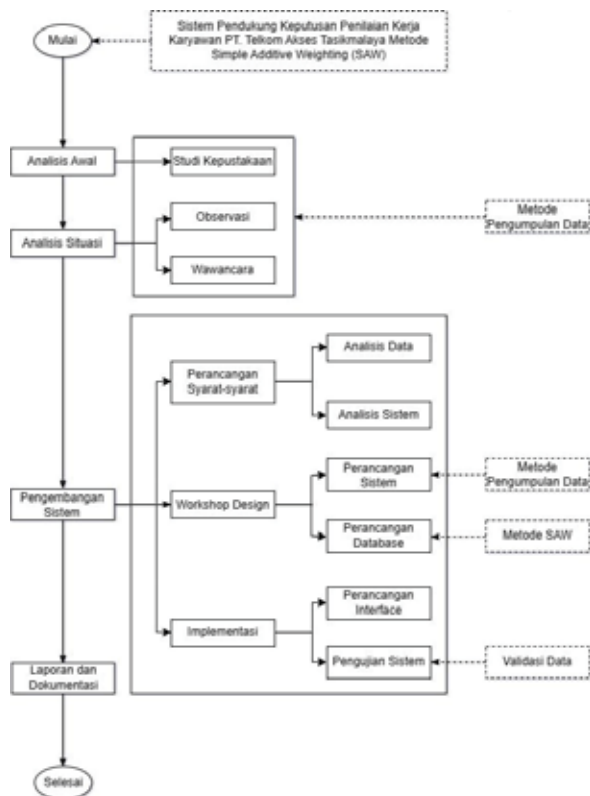 Mulai
Sistem Pendukung Keputusan Penilaian Kerja
Karyawan PT. Telkom Akses Tasikmalaya Metode
Simple Additive Weighting (SAW)
Analisis Awal
Studi Kepustakaan
Observasi
Metode
Pengumpulan Data
Analisis Situasi
Wawancara
Analisis Data
Perancangan
Syarat-syarat
Analisis Sistem
Pengembangan
Sistem
Workshop Design
Perancangan
Sistem
Metode
Pengumpulan Data
Perancangan
Database
Metode SAW
Perancangan
Interface
Implementasi
Pengujian Sistem
Validasi Data
Laporan dan
Dokumentasi
Selesai